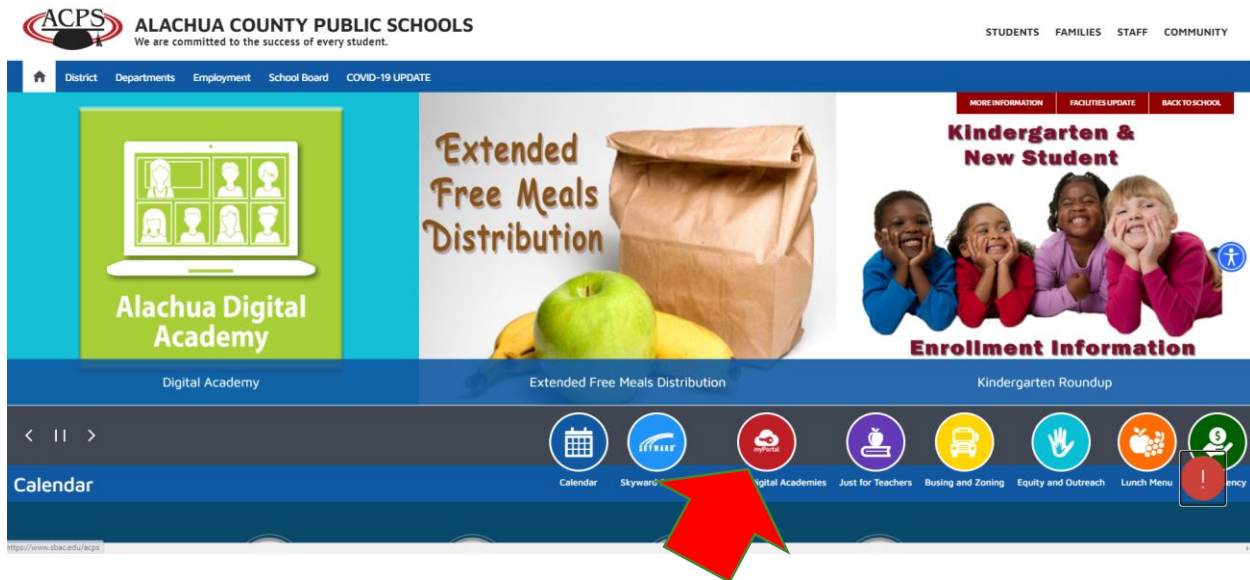 ACPS
ALACHUA COUNTY PUBLIC SCHOOLS
We are committed to the success of every student.
STUDENTS FAMILIES STAFF COMMUNITY
District Departments Employment School Board COVID-19 UPDATE
MORE INFORMATION FACILITIES UPDATE BACK TO SCHOOL
Alachua Digital
Academy
Extended
Free Meals
Distribution
Kindergarten &
New Student
Enrollment Information
Digital Academy
Extended Free Meals Distribution
Kindergarten Roundup
SKYWARD
myPortal
Calendar
Calendar Skyward Digital Academies Just for Teachers Busing and Zoning Equity and Outreach Lunch Menu
https://www.sbac.edu/acps